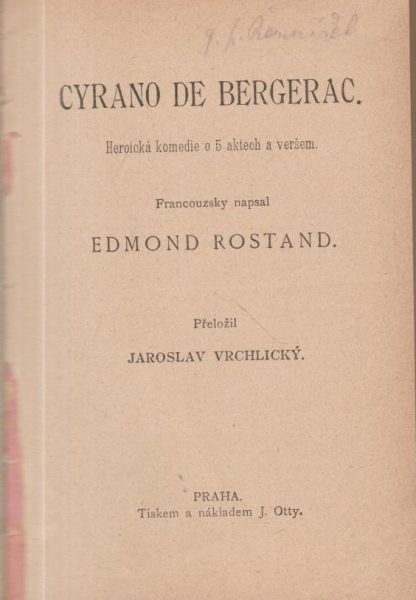 CYRANO DE BERGERAC.
Heroická komedie o 5 aktech a veršem.
Francouzsky napsal
EDMOND ROSTAND.
Přeložil
JAROSLAV VRCHLICKÝ.
PRAHA.
Tiskem a nákladem J. Otty.